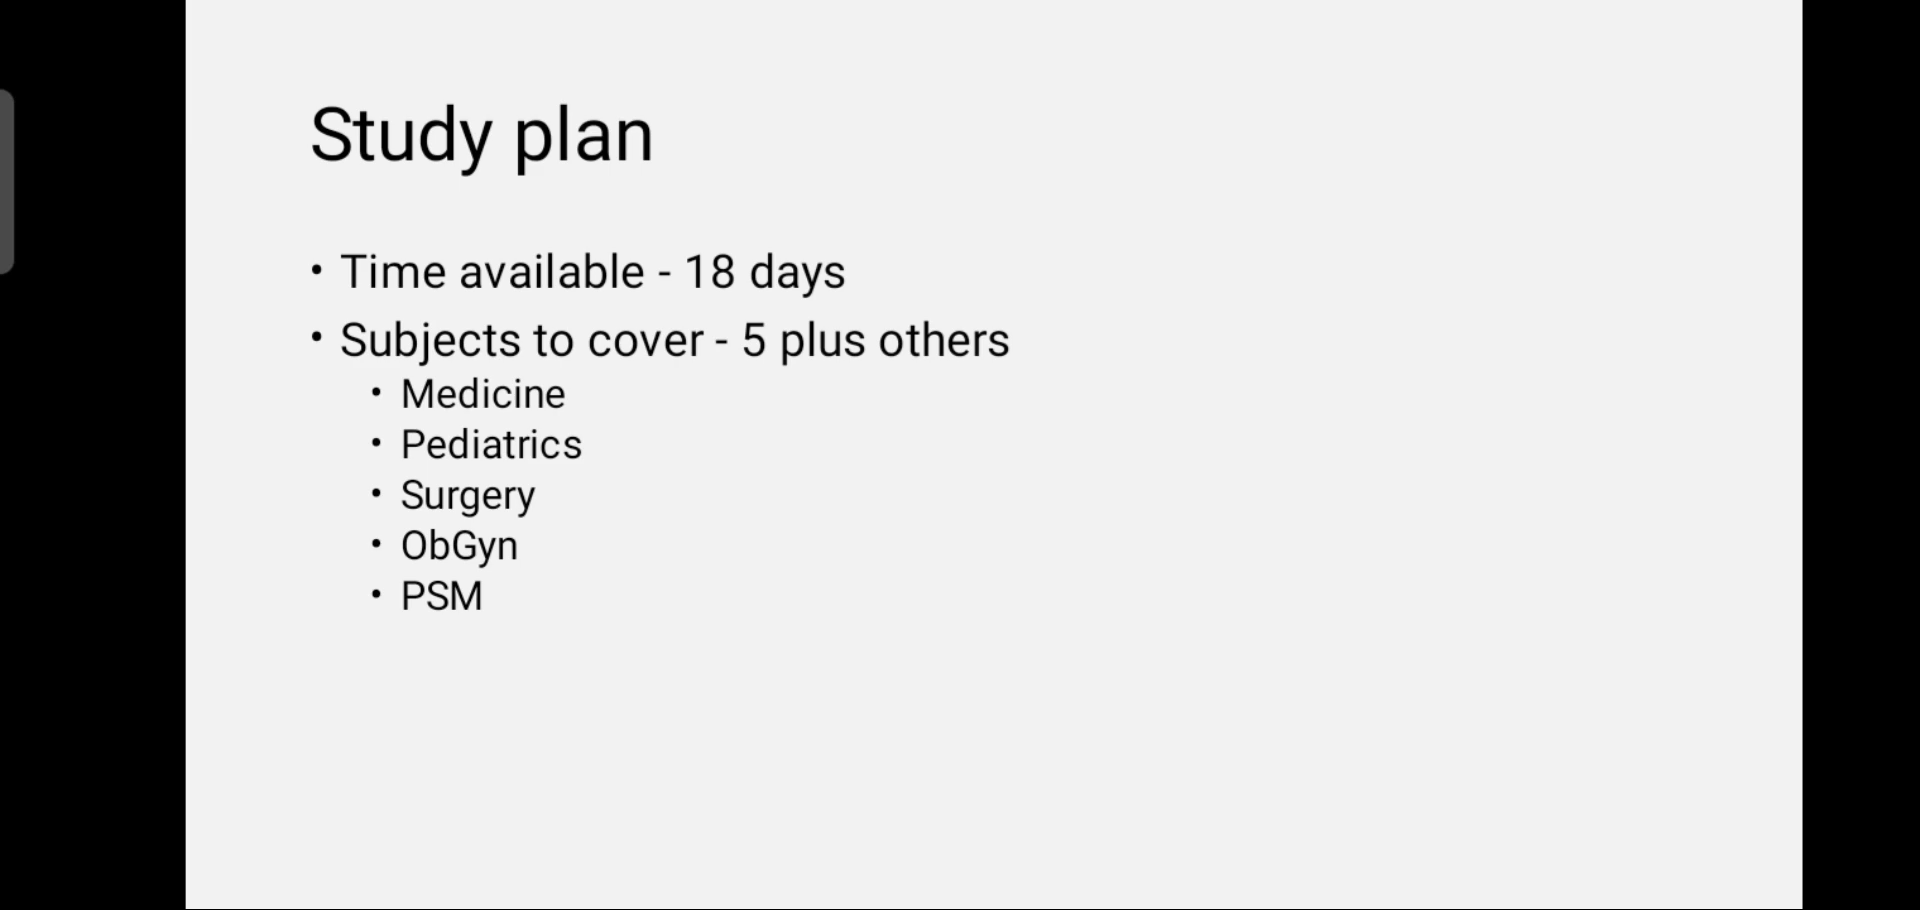 Study plan
• Time available - 18 days
• Subjects to cover - 5 plus others
• Medicine
• Pediatrics
• Surgery
• ObGyn
• PSM